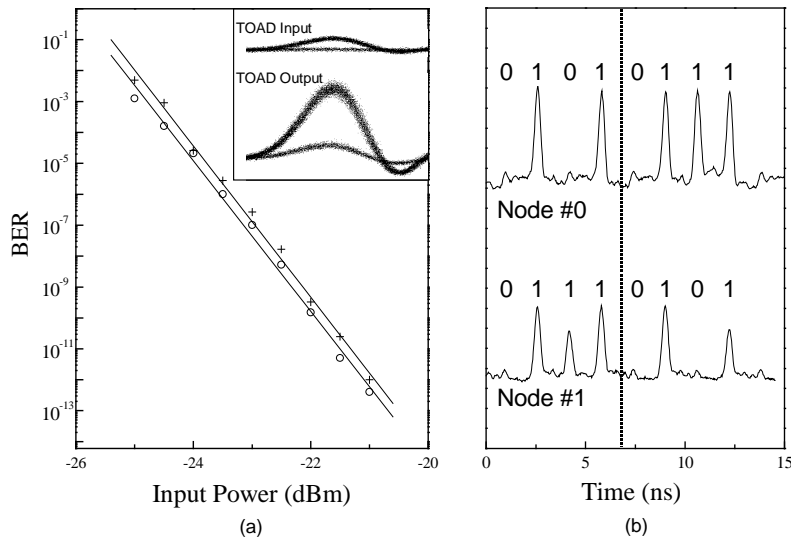 TOAD Input
TOAD Output
10-1
10-3
10-5
10-7
10-9
10-11
10-13
BER
-26 -24 -22 -20
Input Power (dBm)
(a)
0 1 0 1 0 1 1 1
Node #0
0 1 1 1 0 1 0 1
Node #1
0 5 10 15
Time (ns)
(b)